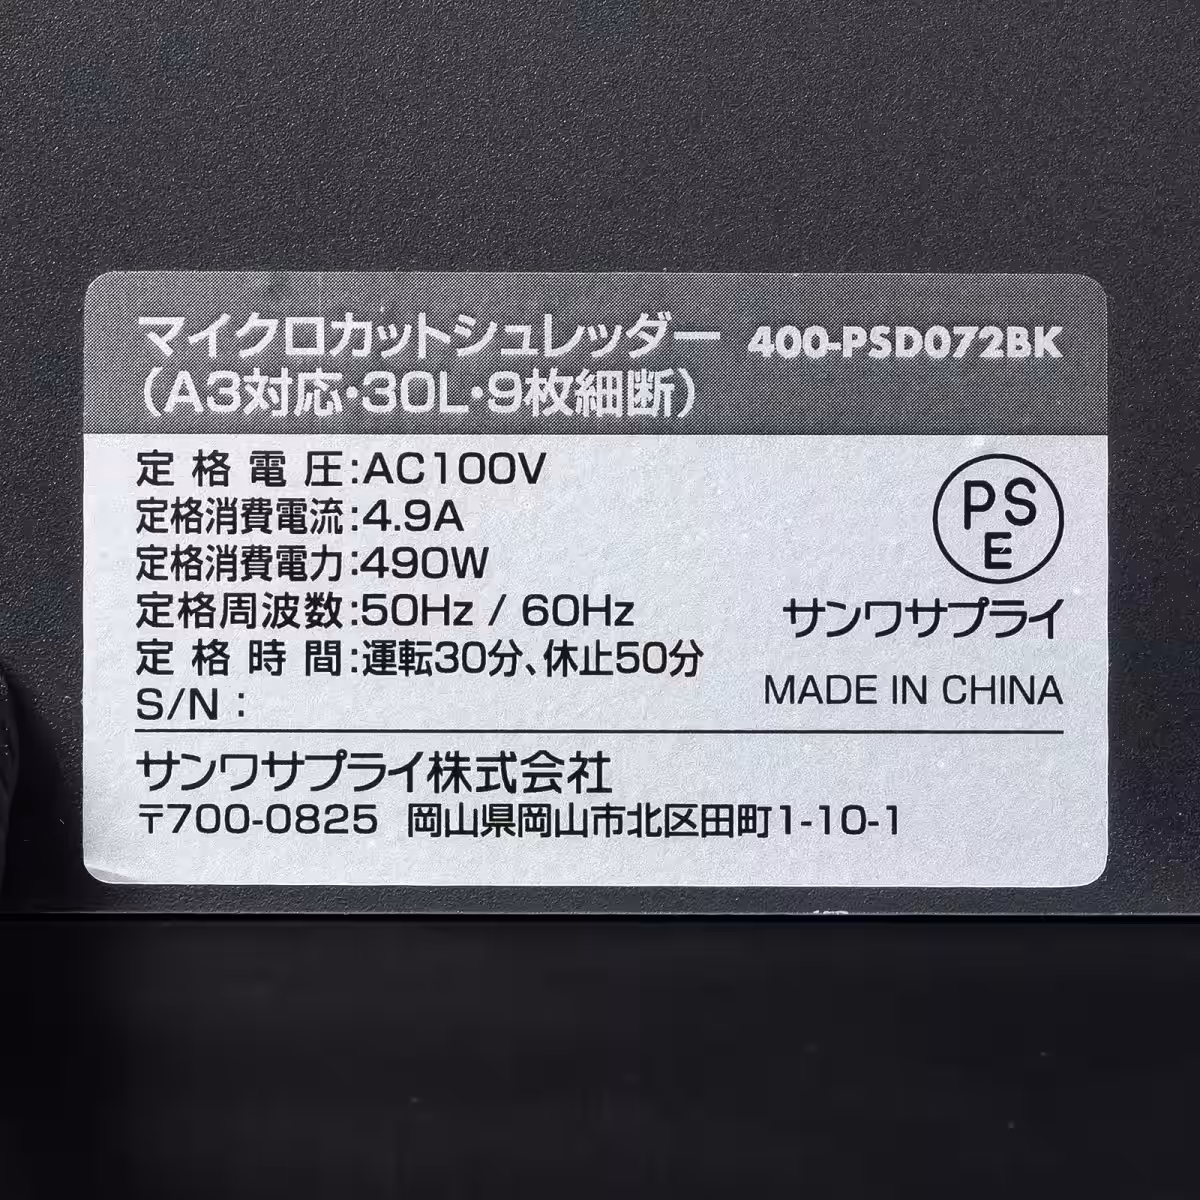 マイクロカットシュレッダー 400-PSD072BK
（A3対応・30L・9枚細断）
定格電圧:AC100V
定格消費電流:4.9A
定格消費電力:490W
定格周波数:50Hz / 60Hz
定格時間:運転30分、休止50分
S/N :
PS
E
サンワサプライ
MADE IN CHINA
サンワサプライ株式会社
〒700-0825 岡山県岡山市北区田町1-10-1